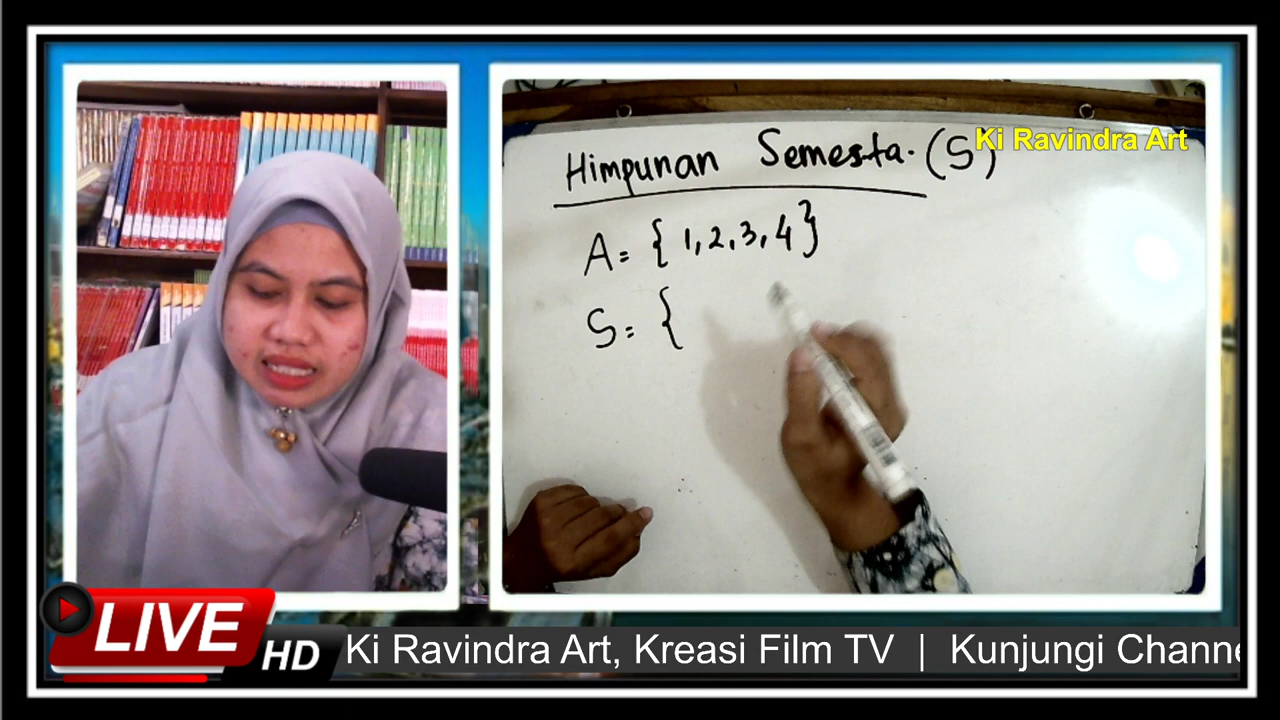 Himpunan Semesta. (S)
Ki Ravindra Art
A = { 1, 2, 3, 4 }
S = {
LIVE
HD
Ki Ravindra Art, Kreasi Film TV | Kunjungi Channe